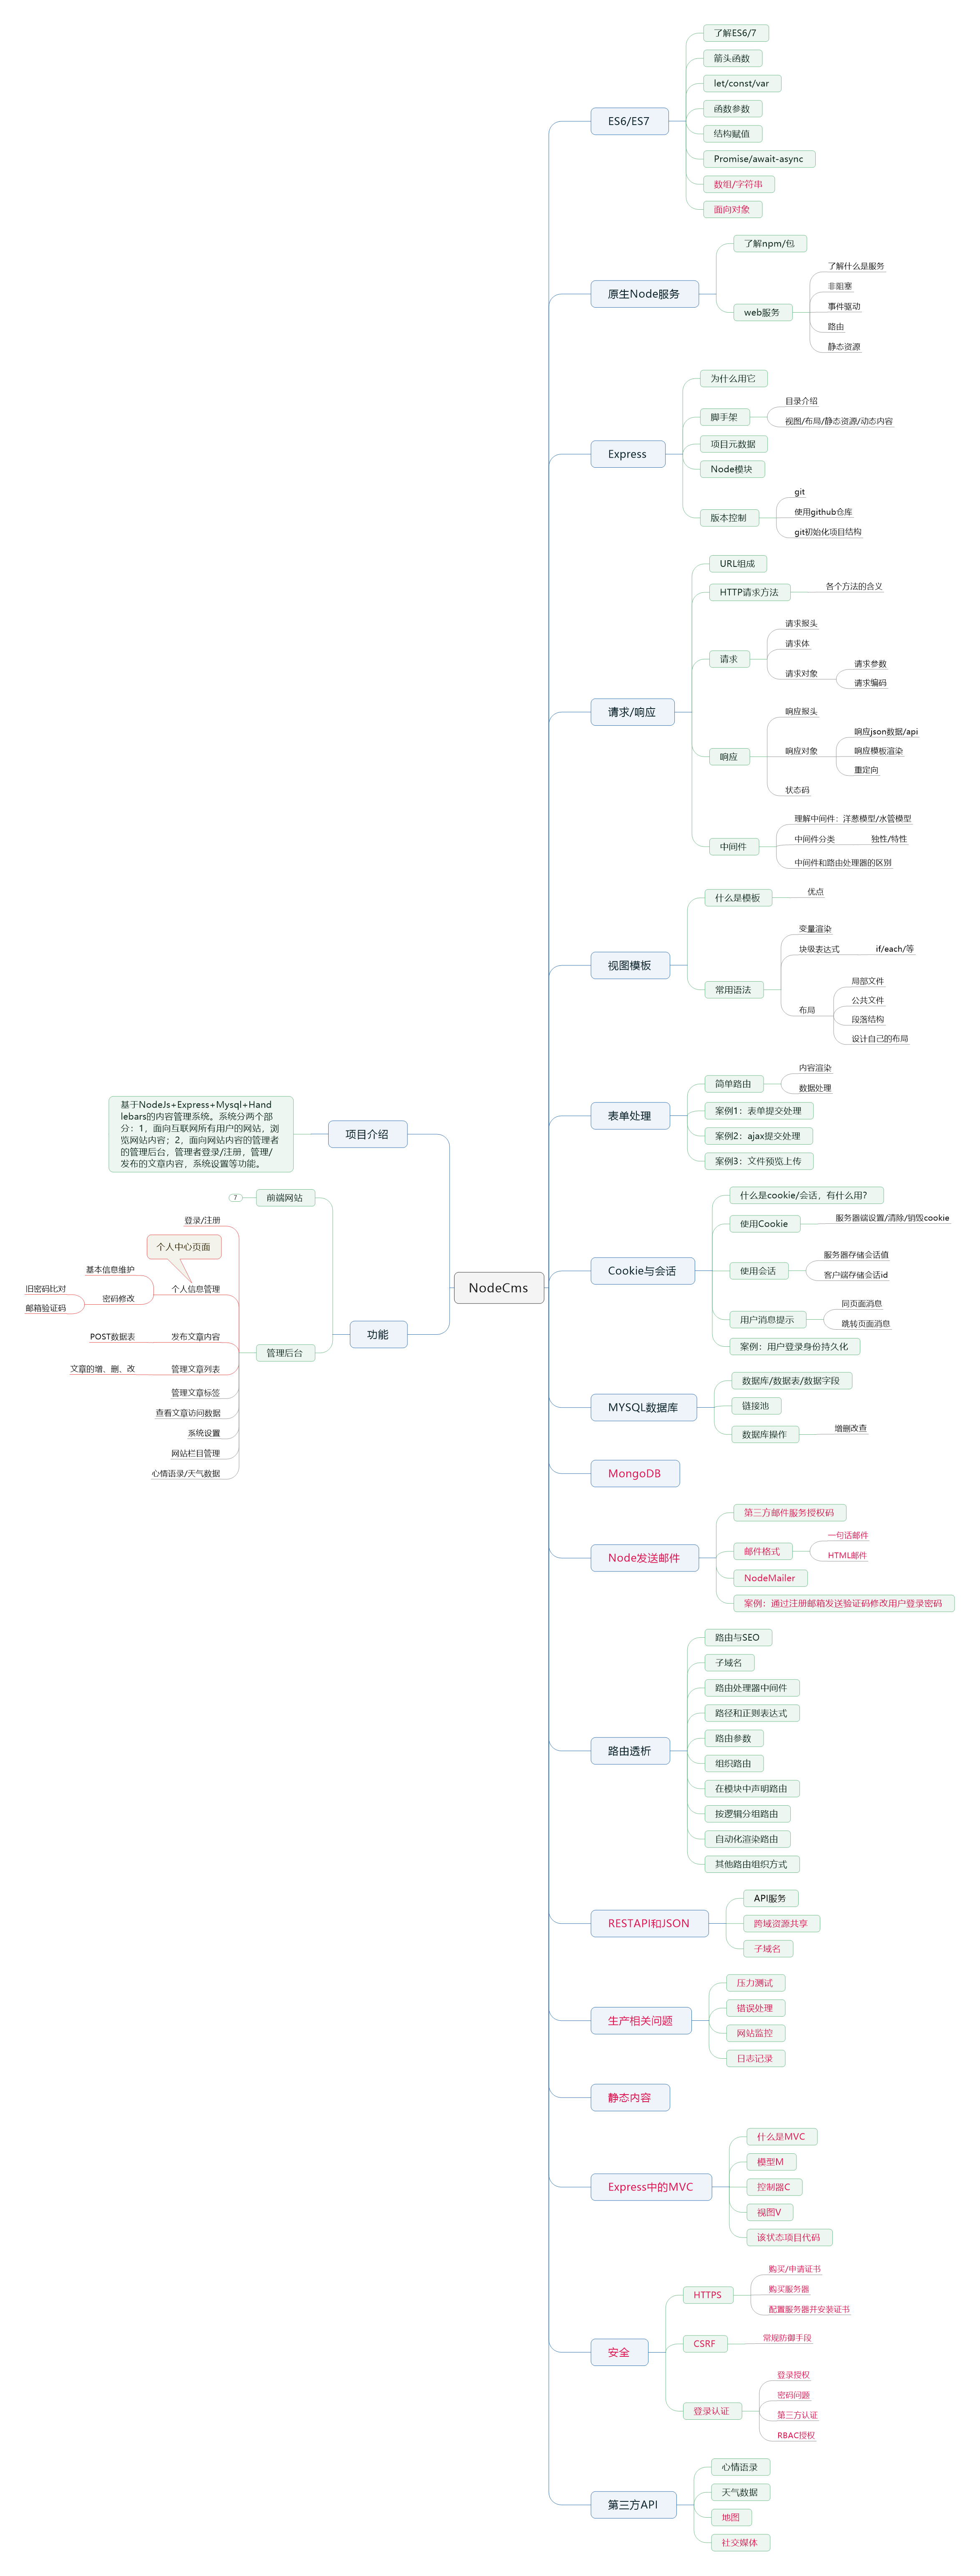 NodeCms
项目介绍
基于NodeJs+Express+Mysql+Hand
lebars的内容管理系统。系统分两个部
分：1，面向互联网所有用户的网站，浏
览网站内容；2，面向网站内容的管理者
的管理后台，管理者登录/注册，管理/
发布的文章内容，系统设置等功能。
功能
前端网站
7
管理后台
登录/注册
个人中心页面
个人信息管理
基本信息维护
密码修改
旧密码比对
邮箱验证码
发布文章内容
POST数据表
管理文章列表
文章的增、删、改
管理文章标签
查看文章访问数据
系统设置
网站栏目管理
心情语录/天气数据
ES6/ES7
了解ES6/7
箭头函数
let/const/var
函数参数
结构赋值
Promise/await-async
数组/字符串
面向对象
原生Node服务
了解npm/包
web服务
了解什么是服务
非阻塞
事件驱动
路由
静态资源
Express
为什么用它
脚手架
目录介绍
视图/布局/静态资源/动态内容
项目元数据
Node模块
版本控制
git
使用github仓库
git初始化项目结构
请求/响应
URL组成
HTTP请求方法
各个方法的含义
请求
请求报头
请求体
请求对象
请求参数
请求编码
响应
响应报头
响应对象
响应json数据/api
响应模板渲染
重定向
状态码
中间件
理解中间件：洋葱模型/水管模型
中间件分类
独性/特性
中间件和路由处理器的区别
视图模板
什么是模板
优点
常用语法
变量渲染
块级表达式
if/each/等
布局
局部文件
公共文件
段落结构
设计自己的布局
表单处理
简单路由
内容渲染
数据处理
案例1：表单提交处理
案例2：ajax提交处理
案例3：文件预览上传
Cookie与会话
什么是cookie/会话，有什么用？
使用Cookie
服务器端设置/清除/销毁cookie
使用会话
服务器存储会话值
客户端存储会话id
用户消息提示
同页面消息
跳转页面消息
案例：用户登录身份持久化
MYSQL数据库
数据库/数据表/数据字段
链接池
数据库操作
增删改查
MongoDB
Node发送邮件
第三方邮件服务授权码
邮件格式
一句话邮件
HTML邮件
NodeMailer
案例：通过注册邮箱发送验证码修改用户登录密码
路由透析
路由与SEO
子域名
路由处理器中间件
路径和正则表达式
路由参数
组织路由
在模块中声明路由
按逻辑分组路由
自动化渲染路由
其他路由组织方式
RESTAPI和JSON
API服务
跨域资源共享
子域名
生产相关问题
压力测试
错误处理
网站监控
日志记录
静态内容
Express中的MVC
什么是MVC
模型M
控制器C
视图V
该状态项目代码
安全
HTTPS
购买/申请证书
购买服务器
配置服务器并安装证书
CSRF
常规防御手段
登录认证
登录授权
密码问题
第三方认证
RBAC授权
第三方API
心情语录
天气数据
地图
社交媒体